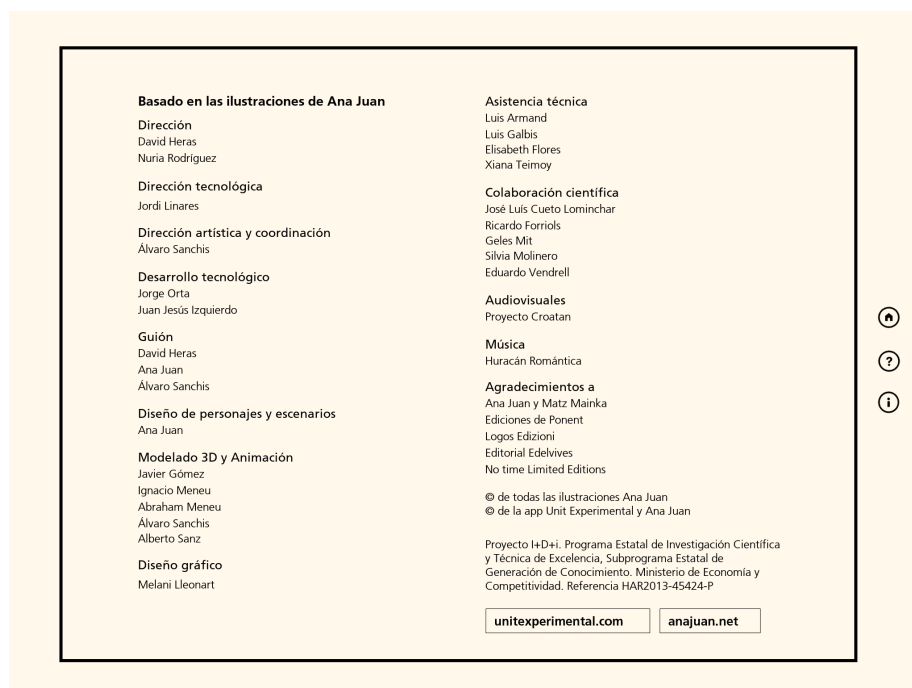 Basado en las ilustraciones de Ana Juan
Dirección
David Heras
Nuria Rodríguez
Dirección tecnológica
Jordi Linares
Dirección artística y coordinación
Álvaro Sanchis
Desarrollo tecnológico
Jorge Orta
Juan Jesús Izquierdo
Guión
David Heras
Ana Juan
Álvaro Sanchis
Diseño de personajes y escenarios
Ana Juan
Modelado 3D y Animación
Javier Gómez
Ignacio Meneu
Abraham Meneu
Álvaro Sanchis
Alberto Sanz
Diseño gráfico
Melani Lleonart
Asistencia técnica
Luis Armand
Luis Galbis
Elisabeth Flores
Xiana Teimoy
Colaboración científica
José Luís Cueto Lominchar
Ricardo Forriols
Geles Mit
Silvia Molinero
Eduardo Vendrell
Audiovisuales
Proyecto Croatan
Música
Huracán Romántica
Agradecimientos a
Ana Juan y Matz Mainka
Ediciones de Ponent
Logos Edizioni
Editorial Edelvives
No time Limited Editions
© de todas las ilustraciones Ana Juan
© de la app Unit Experimental y Ana Juan
Proyecto I+D+i. Programa Estatal de Investigación Científica
y Técnica de Excelencia, Subprograma Estatal de
Generación de Conocimiento. Ministerio de Economía y
Competitividad. Referencia HAR2013-45424-P
unitexperimental.com
anajuan.net
?
i